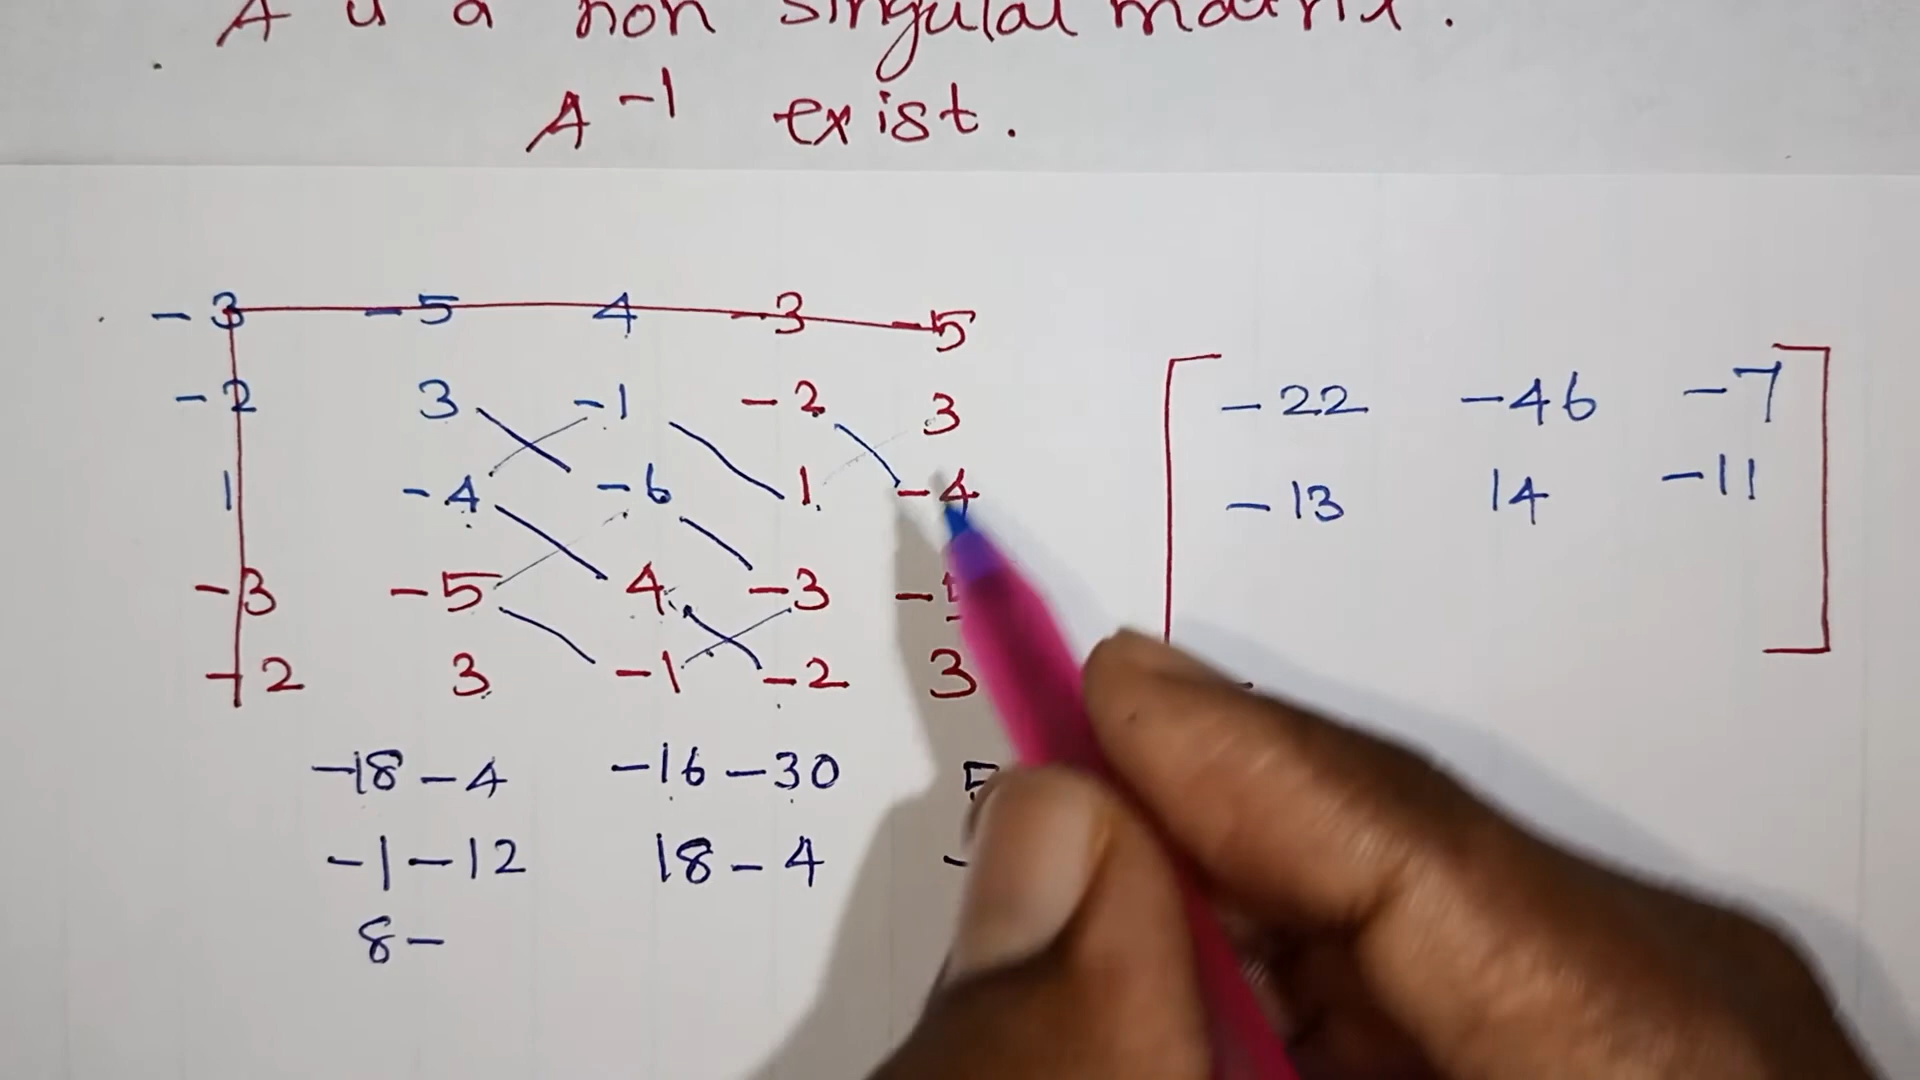 A is a non singular matrix.
A⁻¹ exist.
-3 -5 4 -3 -5
-2 3 -1 -2 3
1 -4 -6 1 -4
-3 -5 4 -3
-2 3 -1 -2 3
-18-4 -16-30 5
-1-12 18-4 -
8-
-22 -46 -7
-13 14 -11